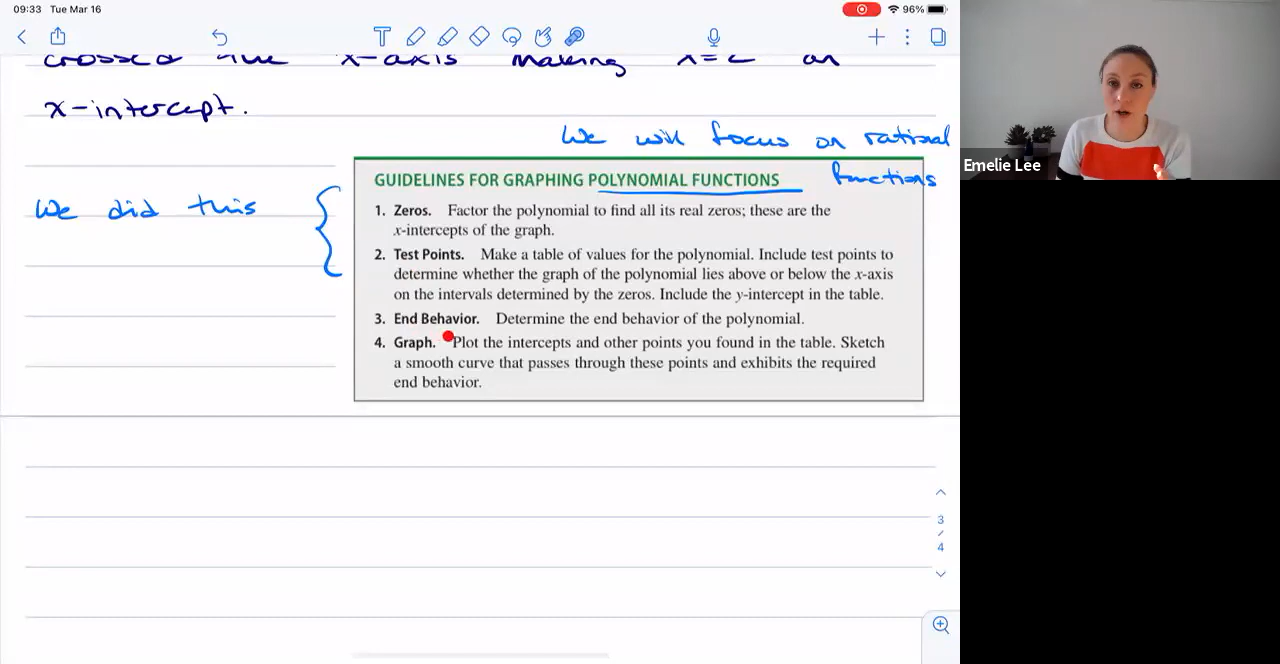 09:33 Tue Mar 16
96%
crossed the x-axis making x=2 an
x-intercept.
We will focus on rational
functions
Emelie Lee
We did this
GUIDELINES FOR GRAPHING POLYNOMIAL FUNCTIONS
1. Zeros. Factor the polynomial to find all its real zeros; these are the
x-intercepts of the graph.
2. Test Points. Make a table of values for the polynomial. Include test points to
determine whether the graph of the polynomial lies above or below the x-axis
on the intervals determined by the zeros. Include the y-intercept in the table.
3. End Behavior. Determine the end behavior of the polynomial.
4. Graph. Plot the intercepts and other points you found in the table. Sketch
a smooth curve that passes through these points and exhibits the required
end behavior.
3
/
4